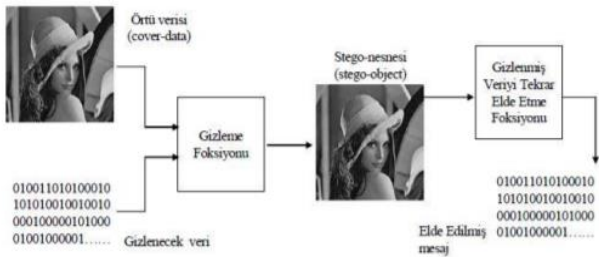 Örtü verisi
(cover-data)
Stego-nesnesi
(stego-object)
Gizlenmiş
Veriyi Tekrar
Elde Etme
Foksiyonu
Gizleme
Foksiyonu
010011010100010
101010010010010
000100000101000
01001000001......
Gizlenecek veri
010011010100010
101010010010010
000100000101000
01001000001......
Elde Edilmiş
mesaj